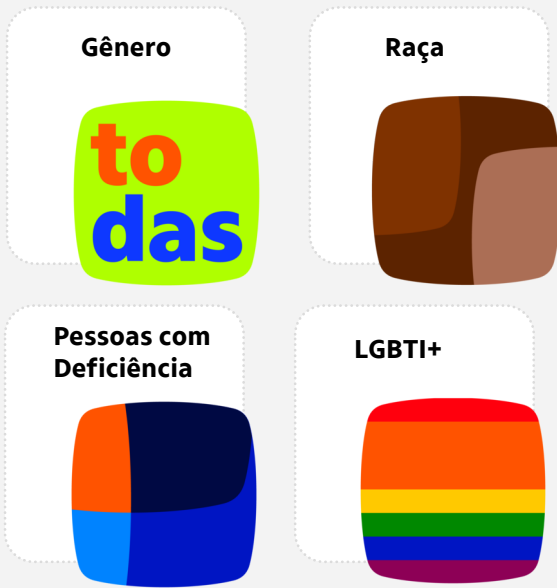 Gênero
to
das
Raça
Pessoas com
Deficiência
LGBTI+